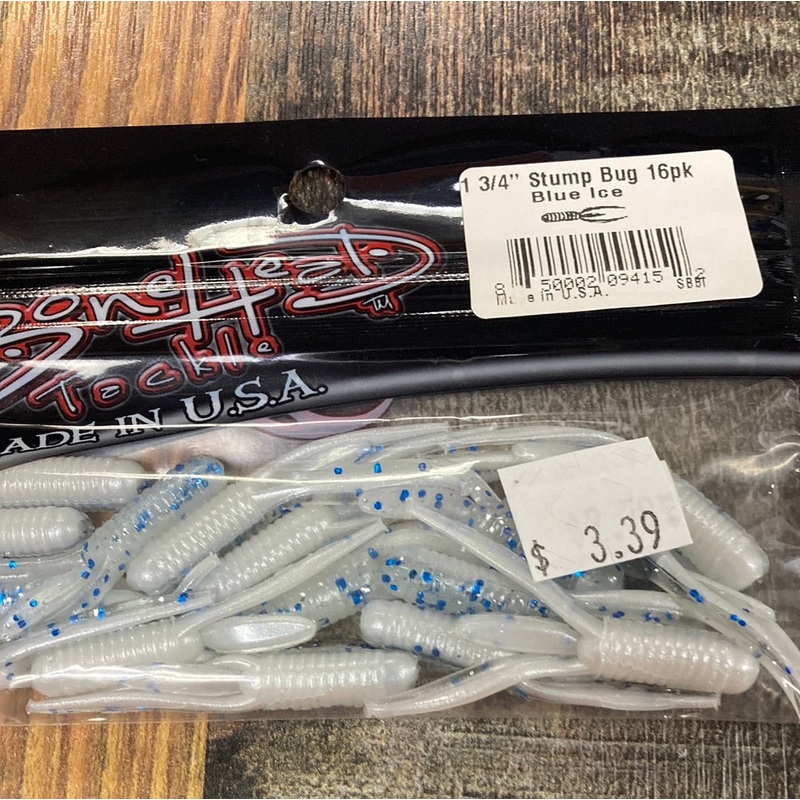 1 3/4" Stump Bug 16pk
Blue Ice
8 50002 09415 2
Made in U.S.A. SBBI
BoneHead
TM
Tackle
MADE IN U.S.A.
$ 3.39